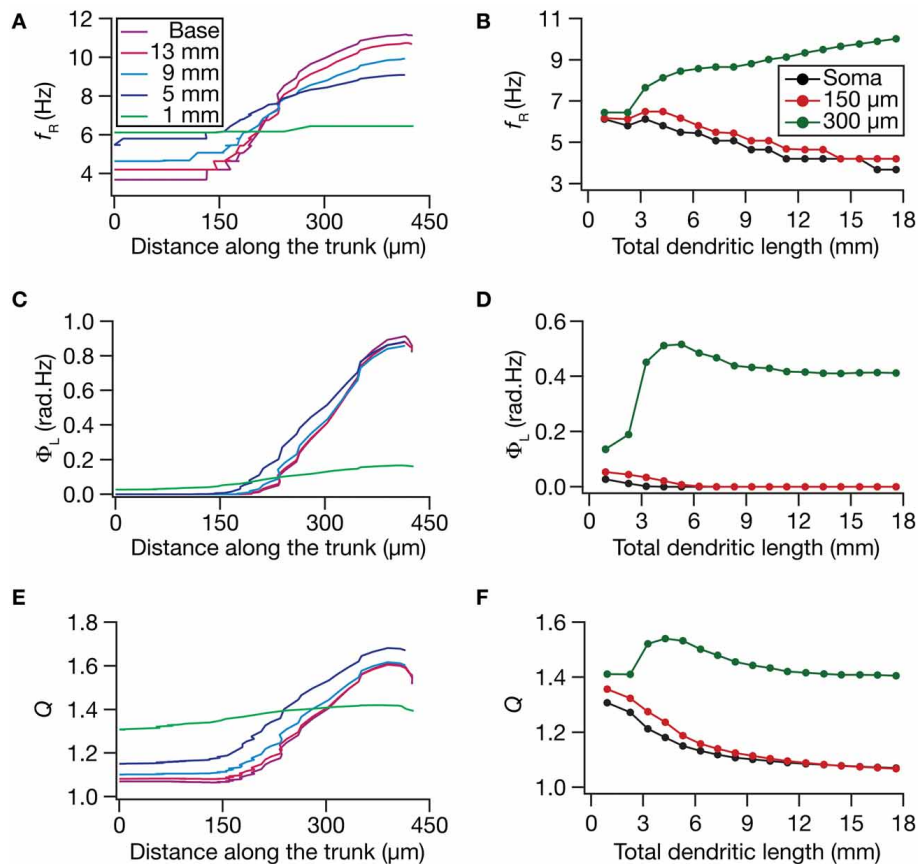 A
f_R (Hz)
12
10
8
6
4
Base
13 mm
9 mm
5 mm
1 mm
0
150
300
450
Distance along the trunk (μm)
B
f_R (Hz)
11
9
7
5
3
Soma
150 μm
300 μm
0
3
6
9
12
15
18
Total dendritic length (mm)
C
Φ_L (rad.Hz)
1.0
0.8
0.6
0.4
0.2
0.0
0
150
300
450
Distance along the trunk (μm)
D
Φ_L (rad.Hz)
0.6
0.4
0.2
0.0
0
3
6
9
12
15
18
Total dendritic length (mm)
E
Q
1.8
1.6
1.4
1.2
1.0
0
150
300
450
Distance along the trunk (μm)
F
Q
1.6
1.4
1.2
1.0
0
3
6
9
12
15
18
Total dendritic length (mm)